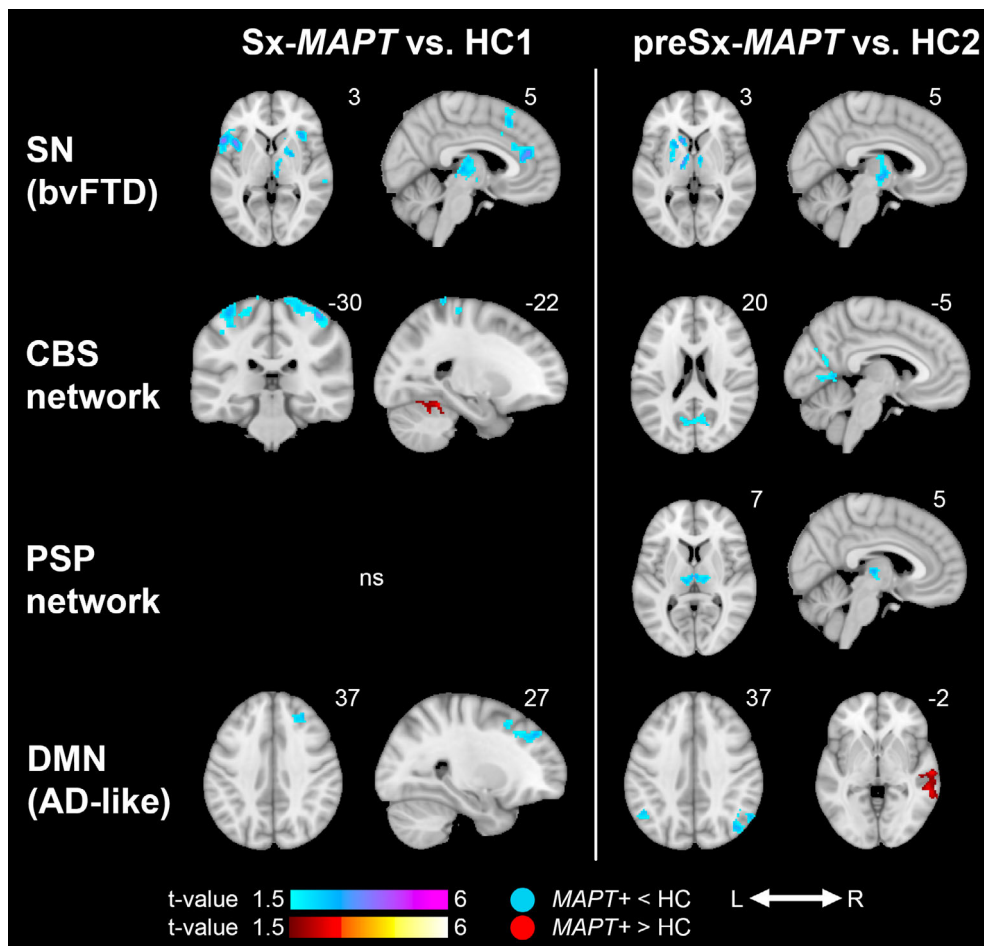 Sx-MAPT vs. HC1
preSx-MAPT vs. HC2
SN
(bvFTD)
3
5
3
5
CBS
network
-30
-22
20
-5
PSP
network
ns
7
5
DMN
(AD-like)
37
27
37
-2
t-value 1.5 6
MAPT+ < HC
L R
t-value 1.5 6
MAPT+ > HC